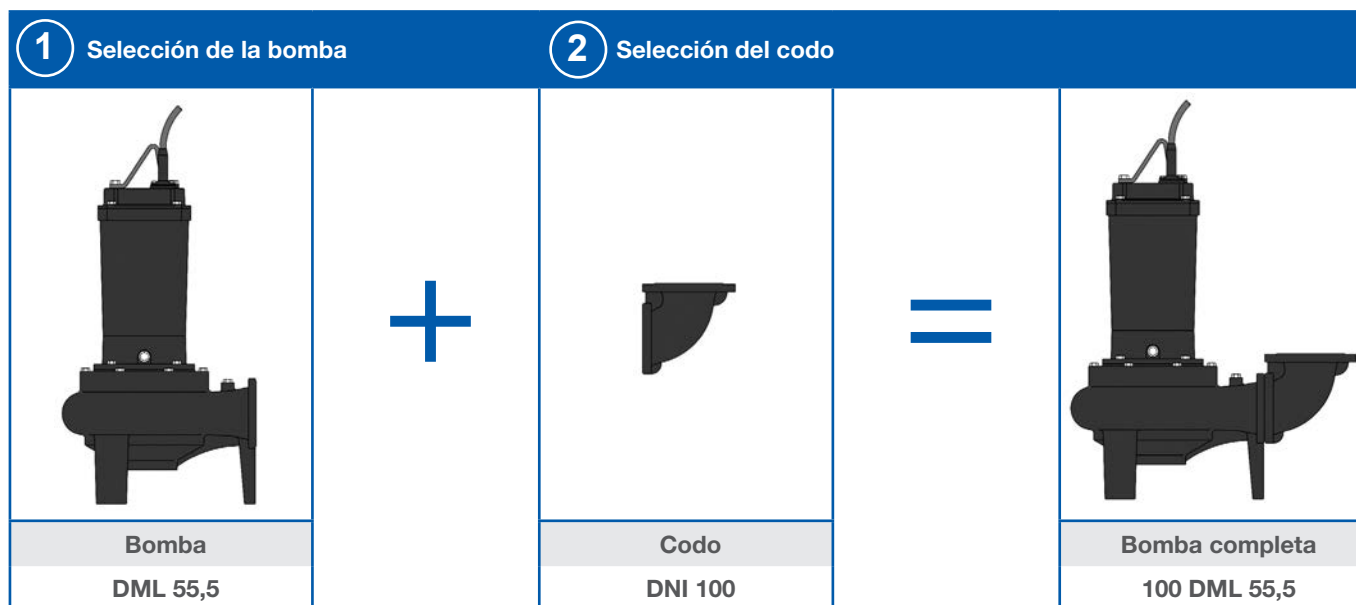 1 Selección de la bomba
2 Selección del codo
Bomba
Codo
Bomba completa
DML 55,5
DNI 100
100 DML 55,5